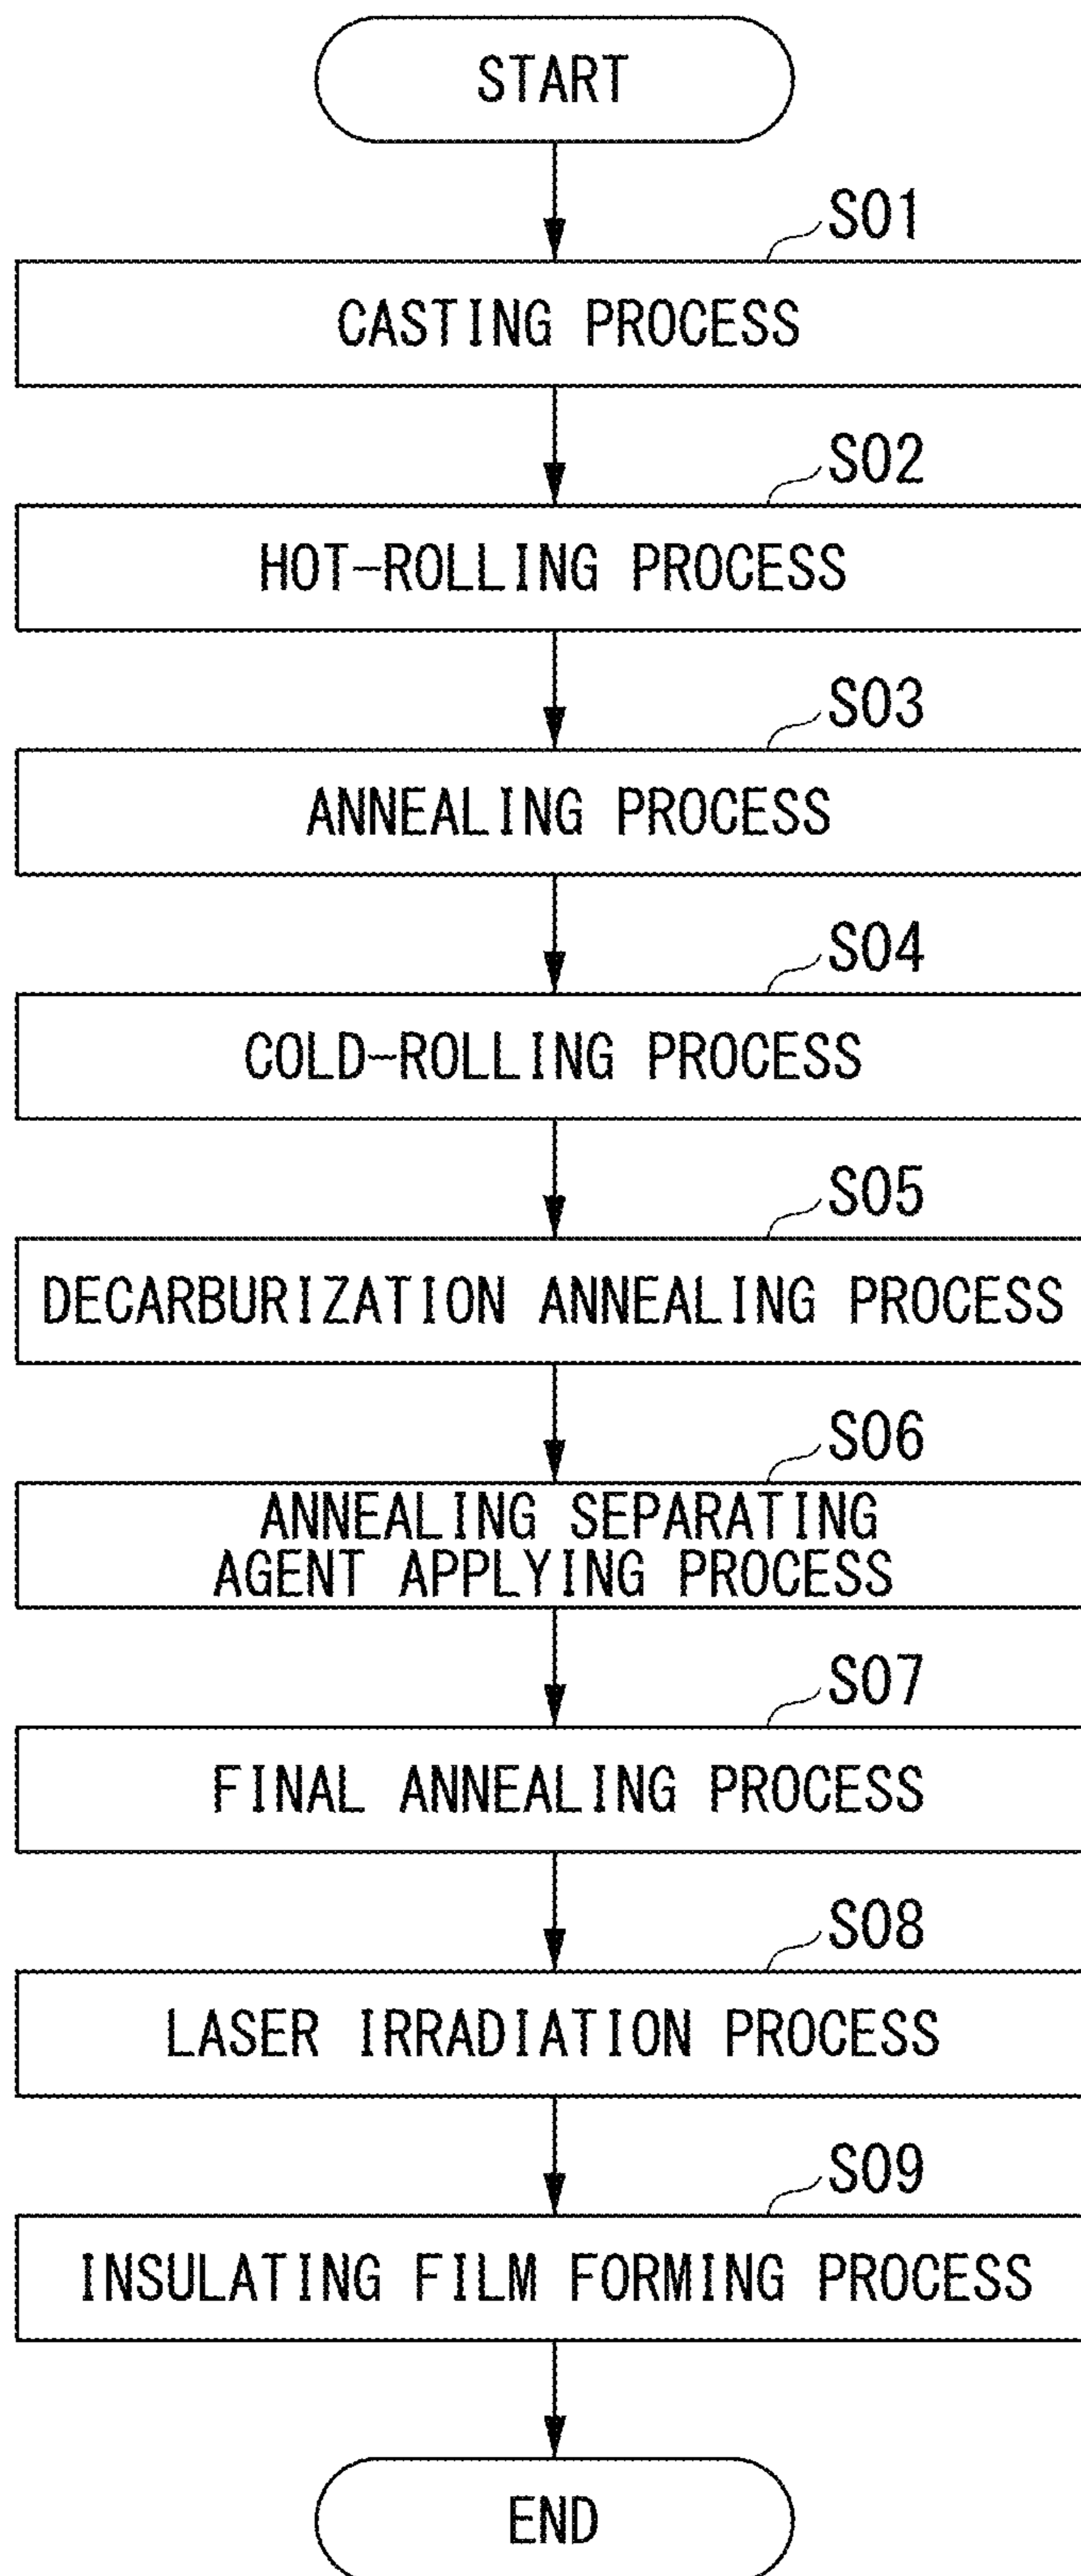 START
S01
CASTING PROCESS
S02
HOT-ROLLING PROCESS
S03
ANNEALING PROCESS
S04
COLD-ROLLING PROCESS
S05
DECARBURIZATION ANNEALING PROCESS
S06
ANNEALING SEPARATING
AGENT APPLYING PROCESS
S07
FINAL ANNEALING PROCESS
S08
LASER IRRADIATION PROCESS
S09
INSULATING FILM FORMING PROCESS
END